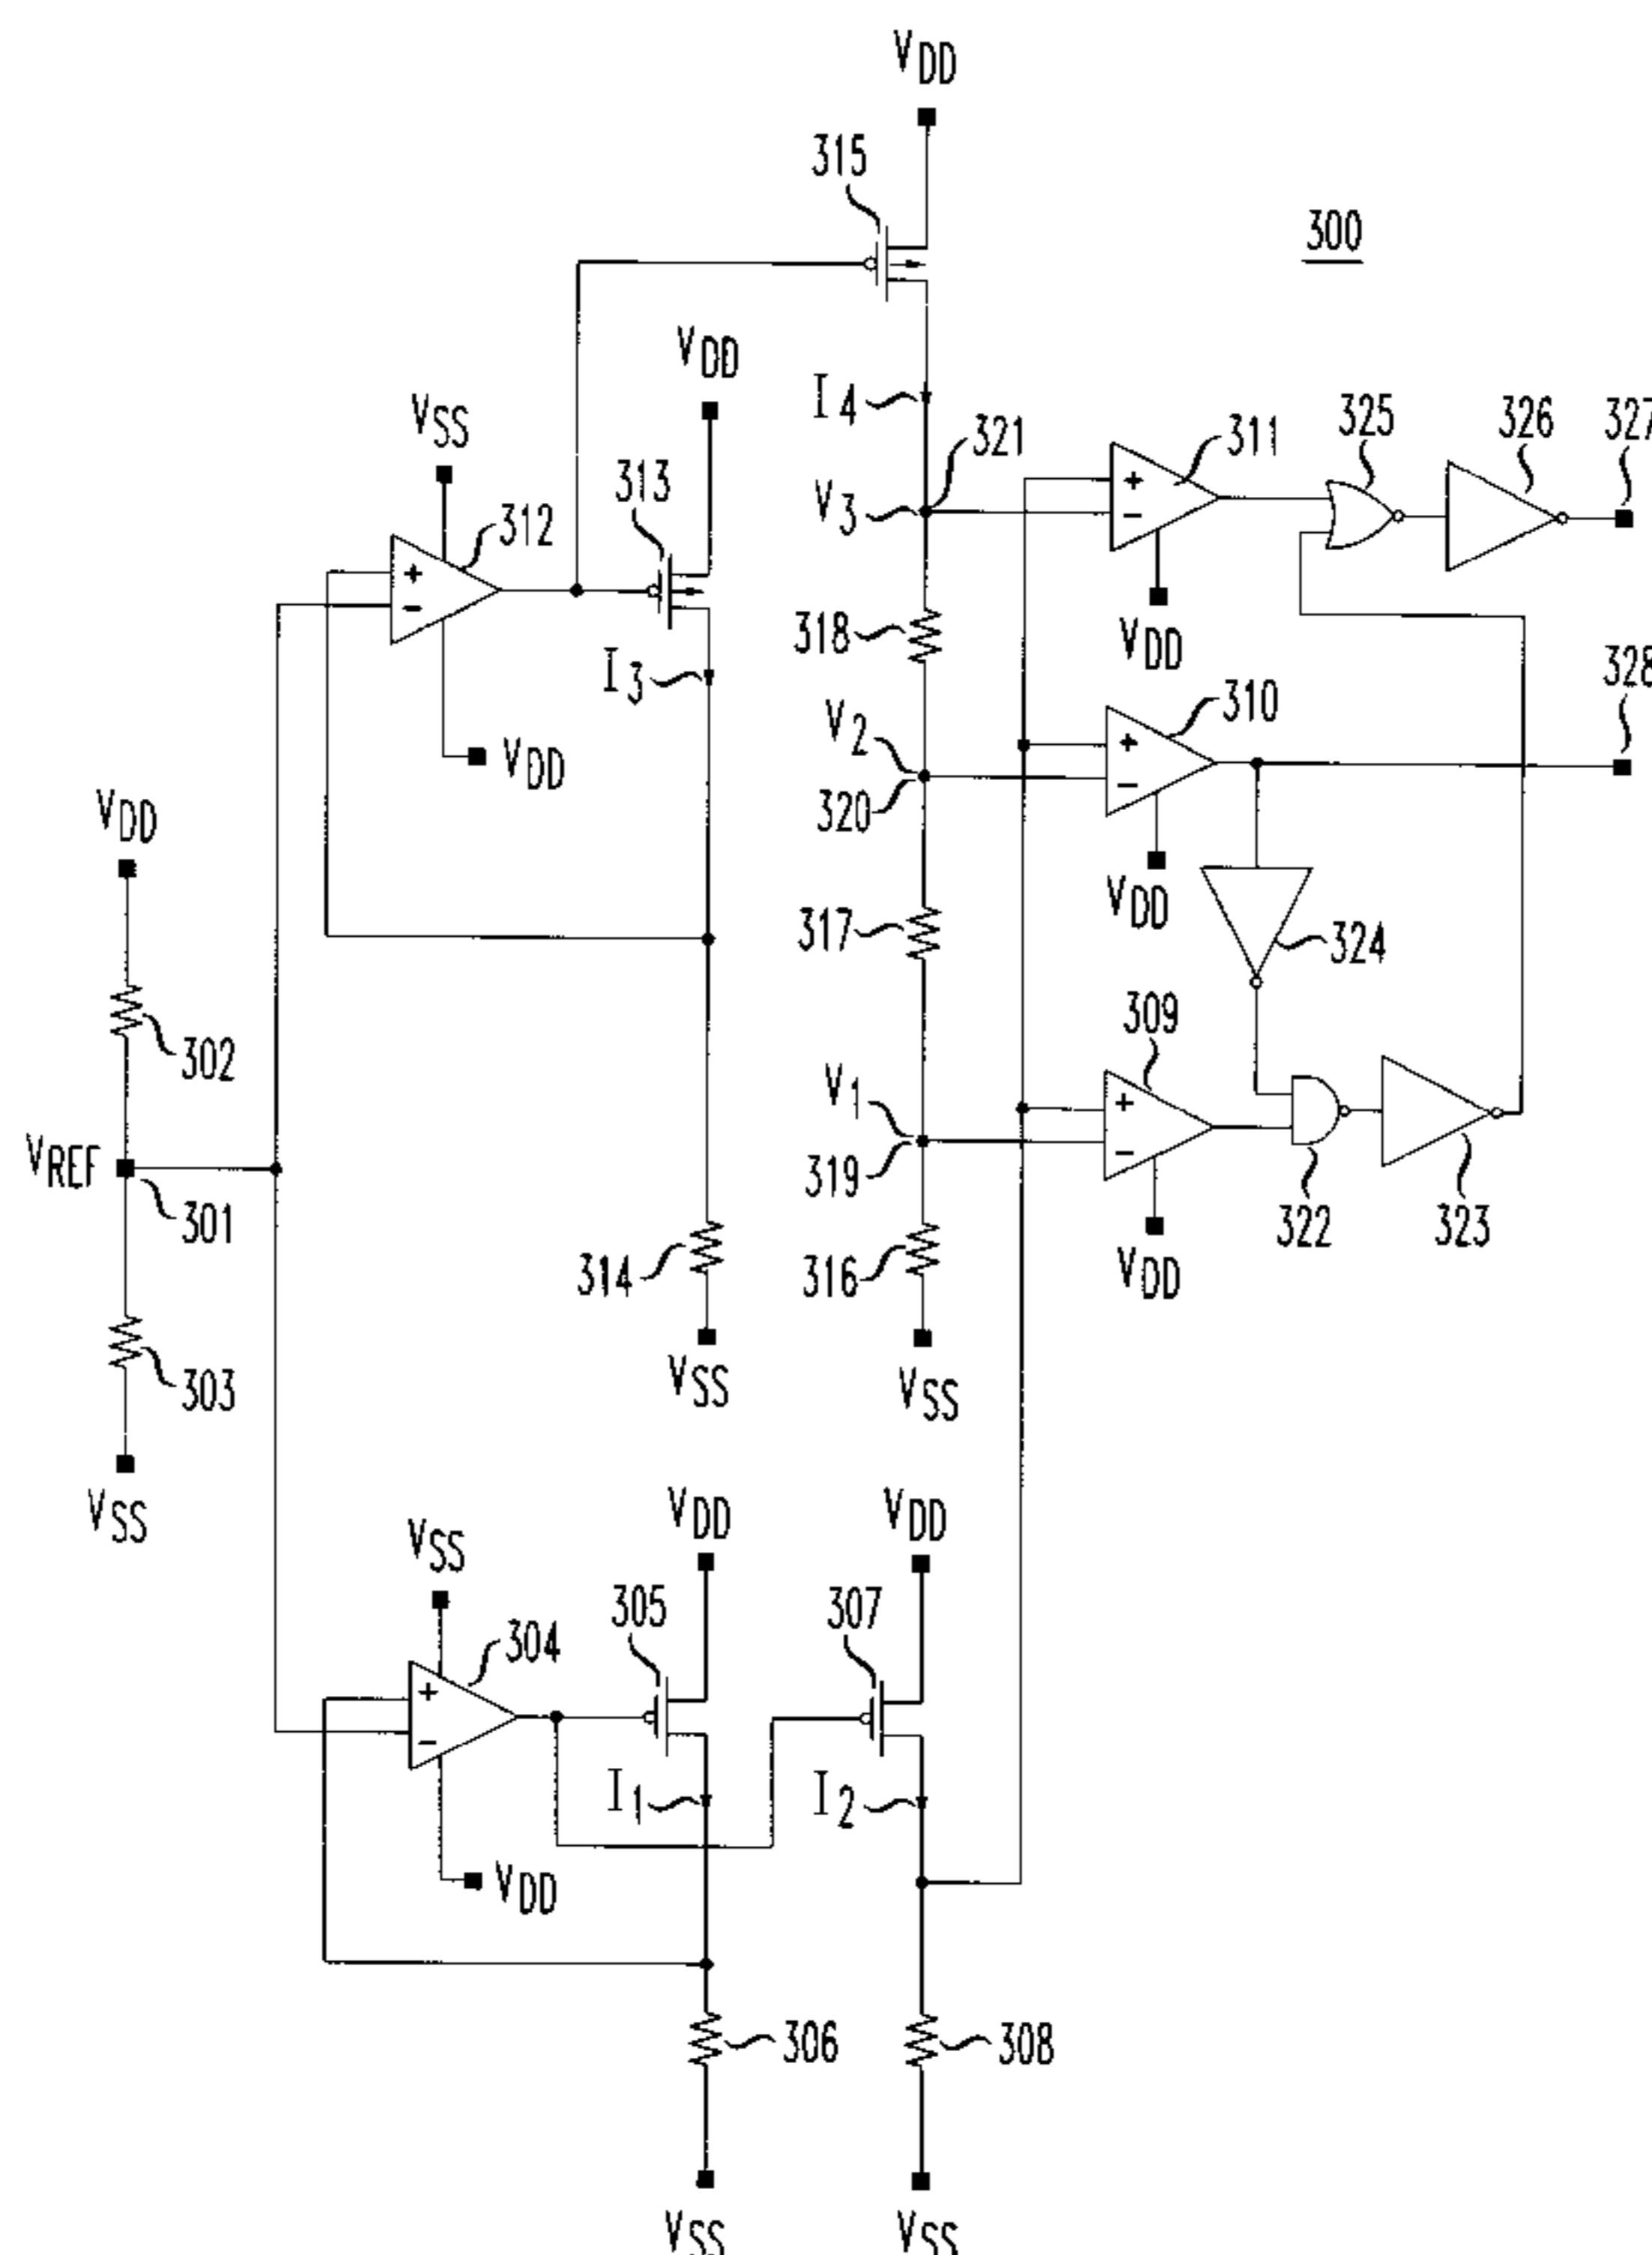 VDD
315
300
VDD
VSS
I4
325
326
327
313
321
311
312
V3
+
−
+
−
318
VDD
I3
328
V2
310
VDD
+
−
VDD
320
VDD
317
324
309
302
V1
+
−
VREF
319
301
322
323
314
316
VDD
303
VSS
VSS
VSS
VDD
VDD
VSS
305
307
304
+
−
I1
I2
VDD
306
308
VSS
VSS